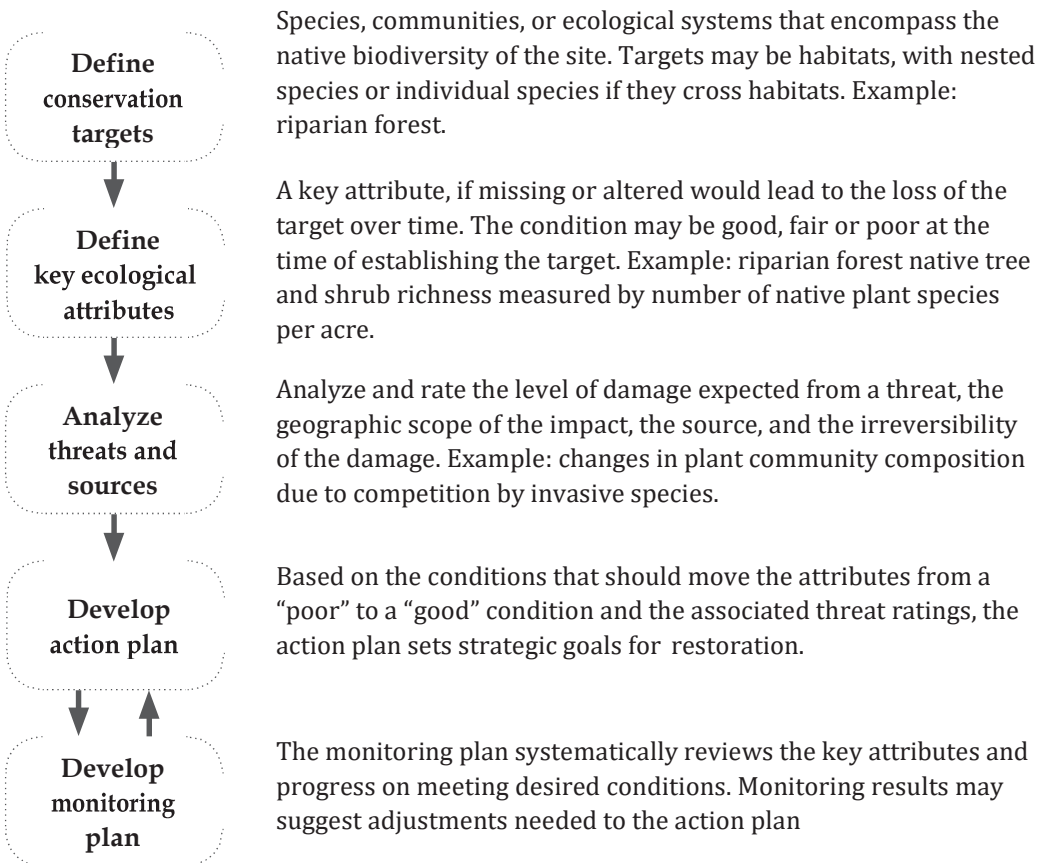 Define
conservation
targets
Species, communities, or ecological systems that encompass the
native biodiversity of the site. Targets may be habitats, with nested
species or individual species if they cross habitats. Example:
riparian forest.
Define
key ecological
attributes
A key attribute, if missing or altered would lead to the loss of the
target over time. The condition may be good, fair or poor at the
time of establishing the target. Example: riparian forest native tree
and shrub richness measured by number of native plant species
per acre.
Analyze
threats and
sources
Analyze and rate the level of damage expected from a threat, the
geographic scope of the impact, the source, and the irreversibility
of the damage. Example: changes in plant community composition
due to competition by invasive species.
Develop
action plan
Based on the conditions that should move the attributes from a
“poor” to a “good” condition and the associated threat ratings, the
action plan sets strategic goals for restoration.
Develop
monitoring
plan
The monitoring plan systematically reviews the key attributes and
progress on meeting desired conditions. Monitoring results may
suggest adjustments needed to the action plan